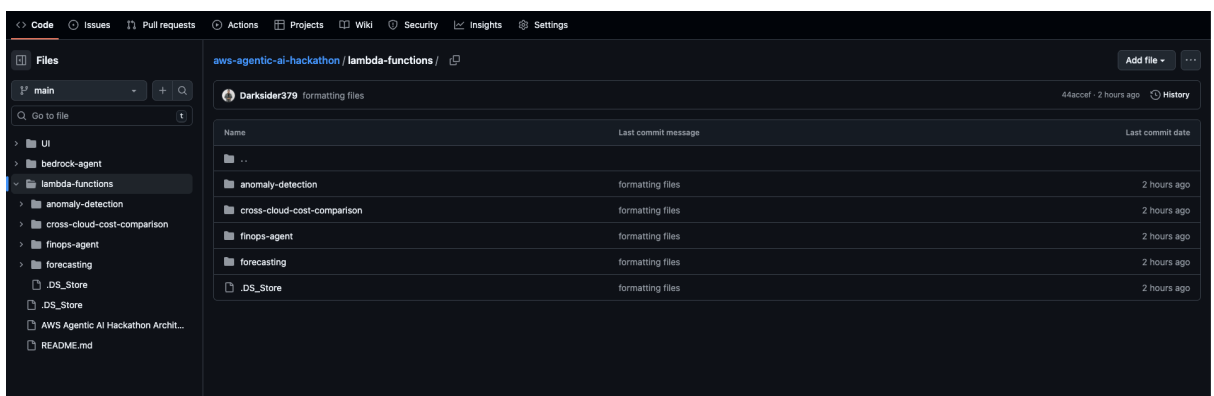 Code Issues Pull requests Actions Projects Wiki Security Insights Settings
Files
main
Go to file t
UI
bedrock-agent
lambda-functions
anomaly-detection
cross-cloud-cost-comparison
finops-agent
forecasting
.DS_Store
.DS_Store
AWS Agentic AI Hackathon Archit...
README.md
aws-agentic-ai-hackathon / lambda-functions /
Add file
Darksider379 formatting files 44accef · 2 hours ago History
Name Last commit message Last commit date
..
anomaly-detection formatting files 2 hours ago
cross-cloud-cost-comparison formatting files 2 hours ago
finops-agent formatting files 2 hours ago
forecasting formatting files 2 hours ago
.DS_Store formatting files 2 hours ago